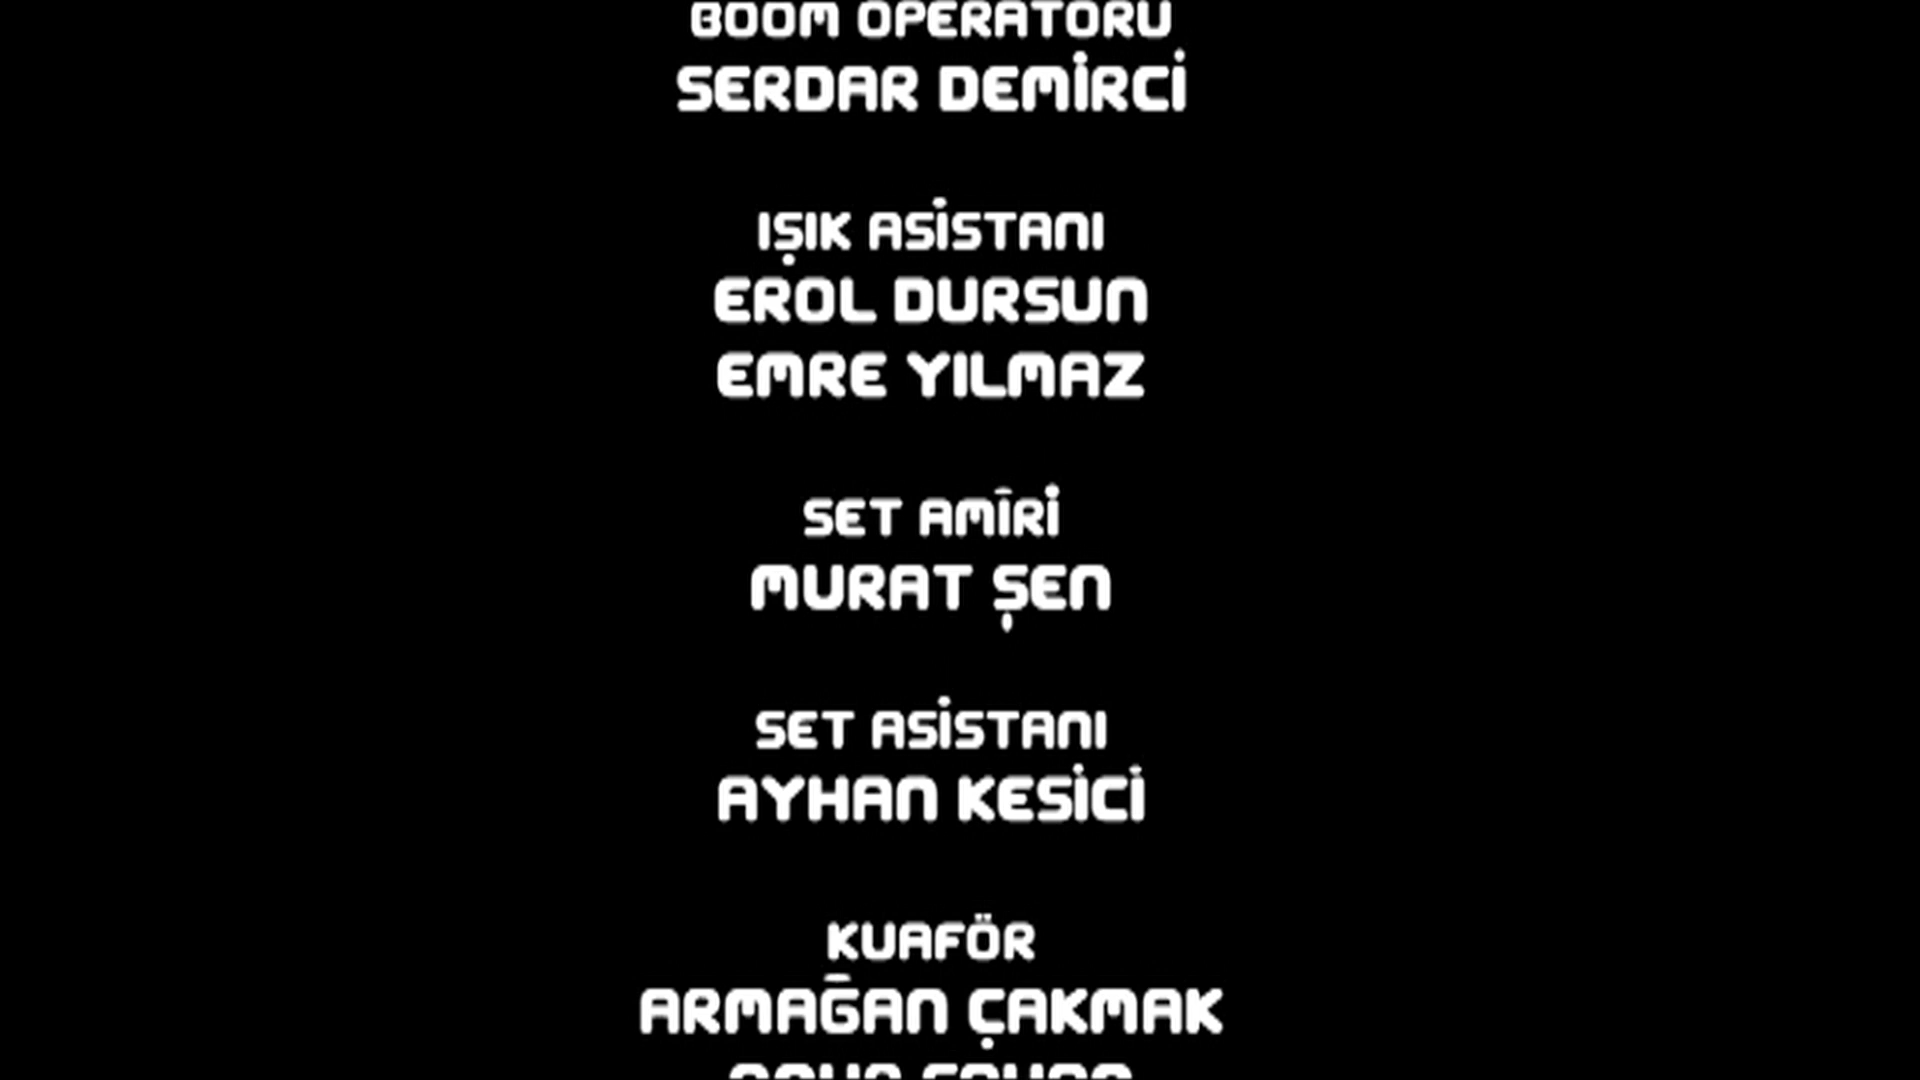 BOOM OPERATÖRÜ
SERDAR DEMİRCİ
IŞIK ASİSTANI
EROL DURSUN
EMRE YILMAZ
SET AMİRİ
MURAT ŞEN
SET ASİSTANI
AYHAN KESİCİ
KUAFÖR
ARMAĞAN ÇAKMAK